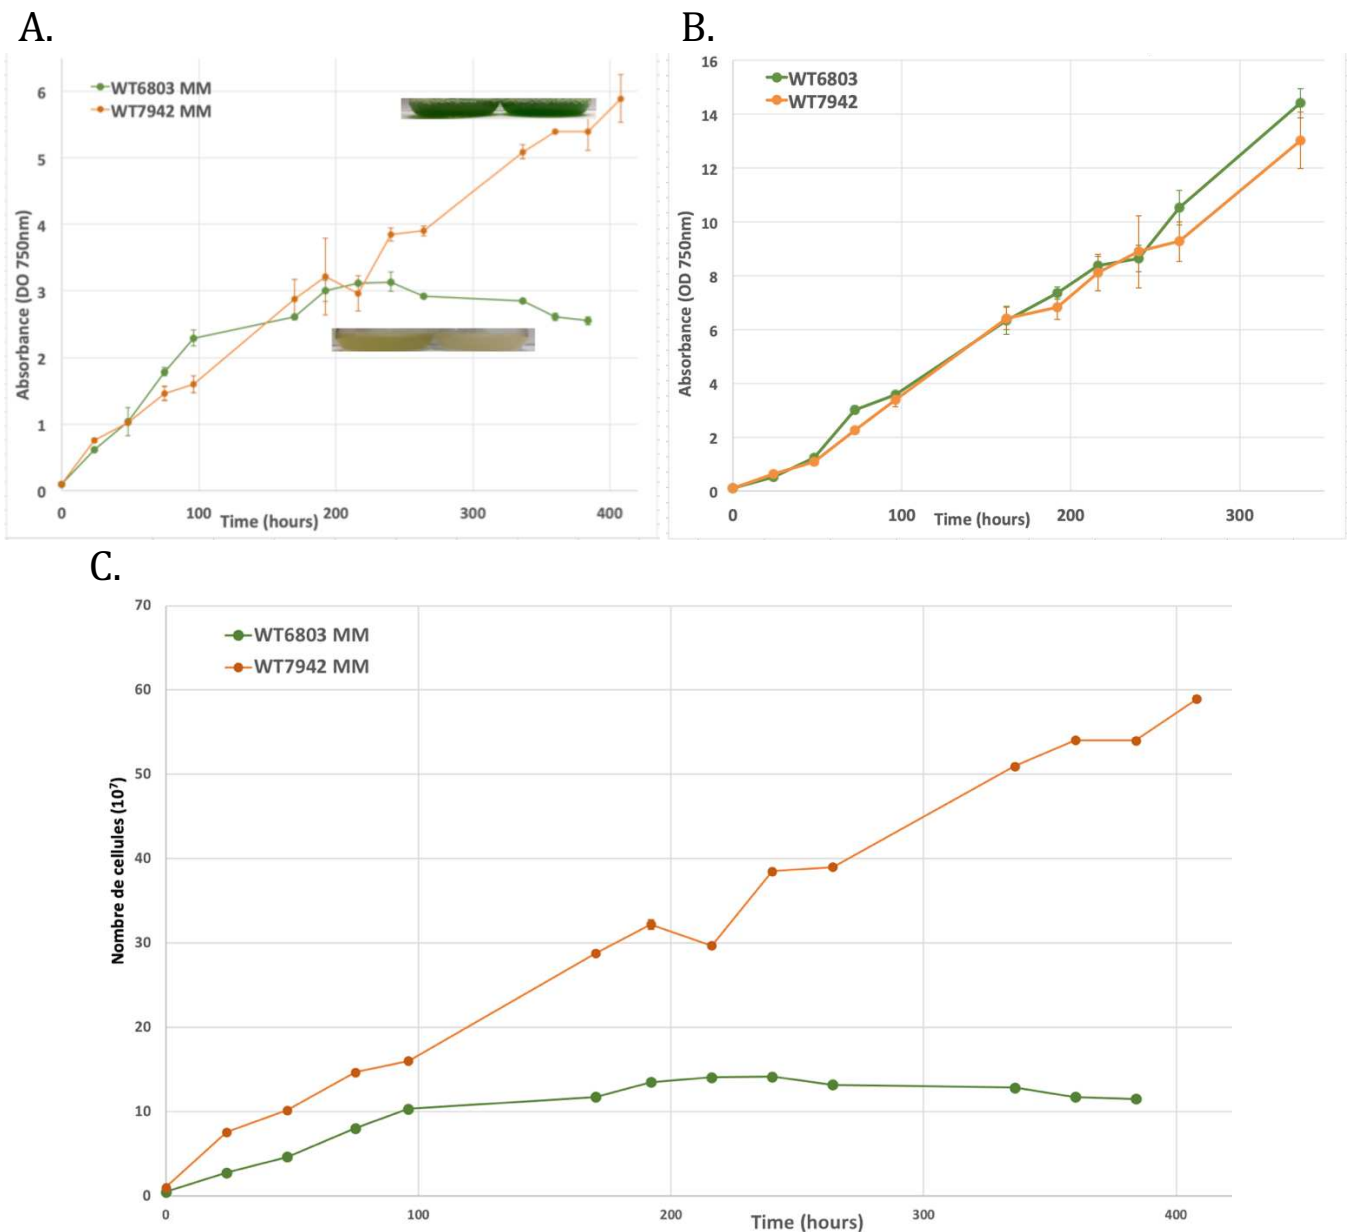 A.
WT6803 MM
WT7942 MM
Absorbance (DO 750nm)
6
5
4
3
2
1
0
0 100 200 300 400
Time (hours)
B.
WT6803
WT7942
Absorbance (OD 750nm)
16
14
12
10
8
6
4
2
0
0 100 200 300
Time (hours)
C.
WT6803 MM
WT7942 MM
Nombre de cellules (10⁷)
70
60
50
40
30
20
10
0
0 100 200 300 400
Time (hours)